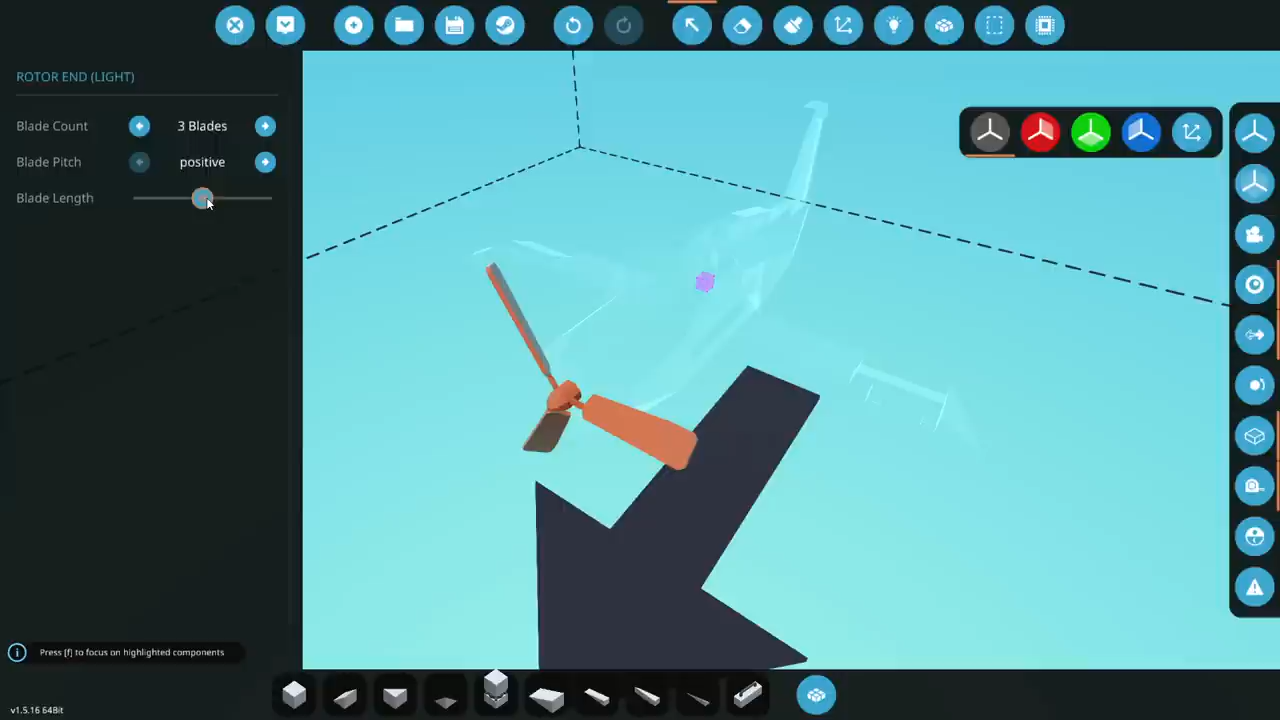 ROTOR END (LIGHT)
Blade Count 3 Blades
Blade Pitch positive
Blade Length
Press [f] to focus on highlighted components
v1.5.16 64Bit